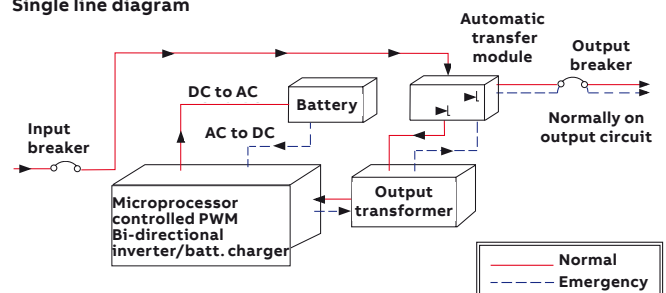 Single line diagram
Automatic
transfer
module
Output
breaker
DC to AC
Battery
AC to DC
Input
breaker
Normally on
output circuit
Microprocessor
controlled PWM
Bi-directional
inverter/batt. charger
Output
transformer
Normal
Emergency